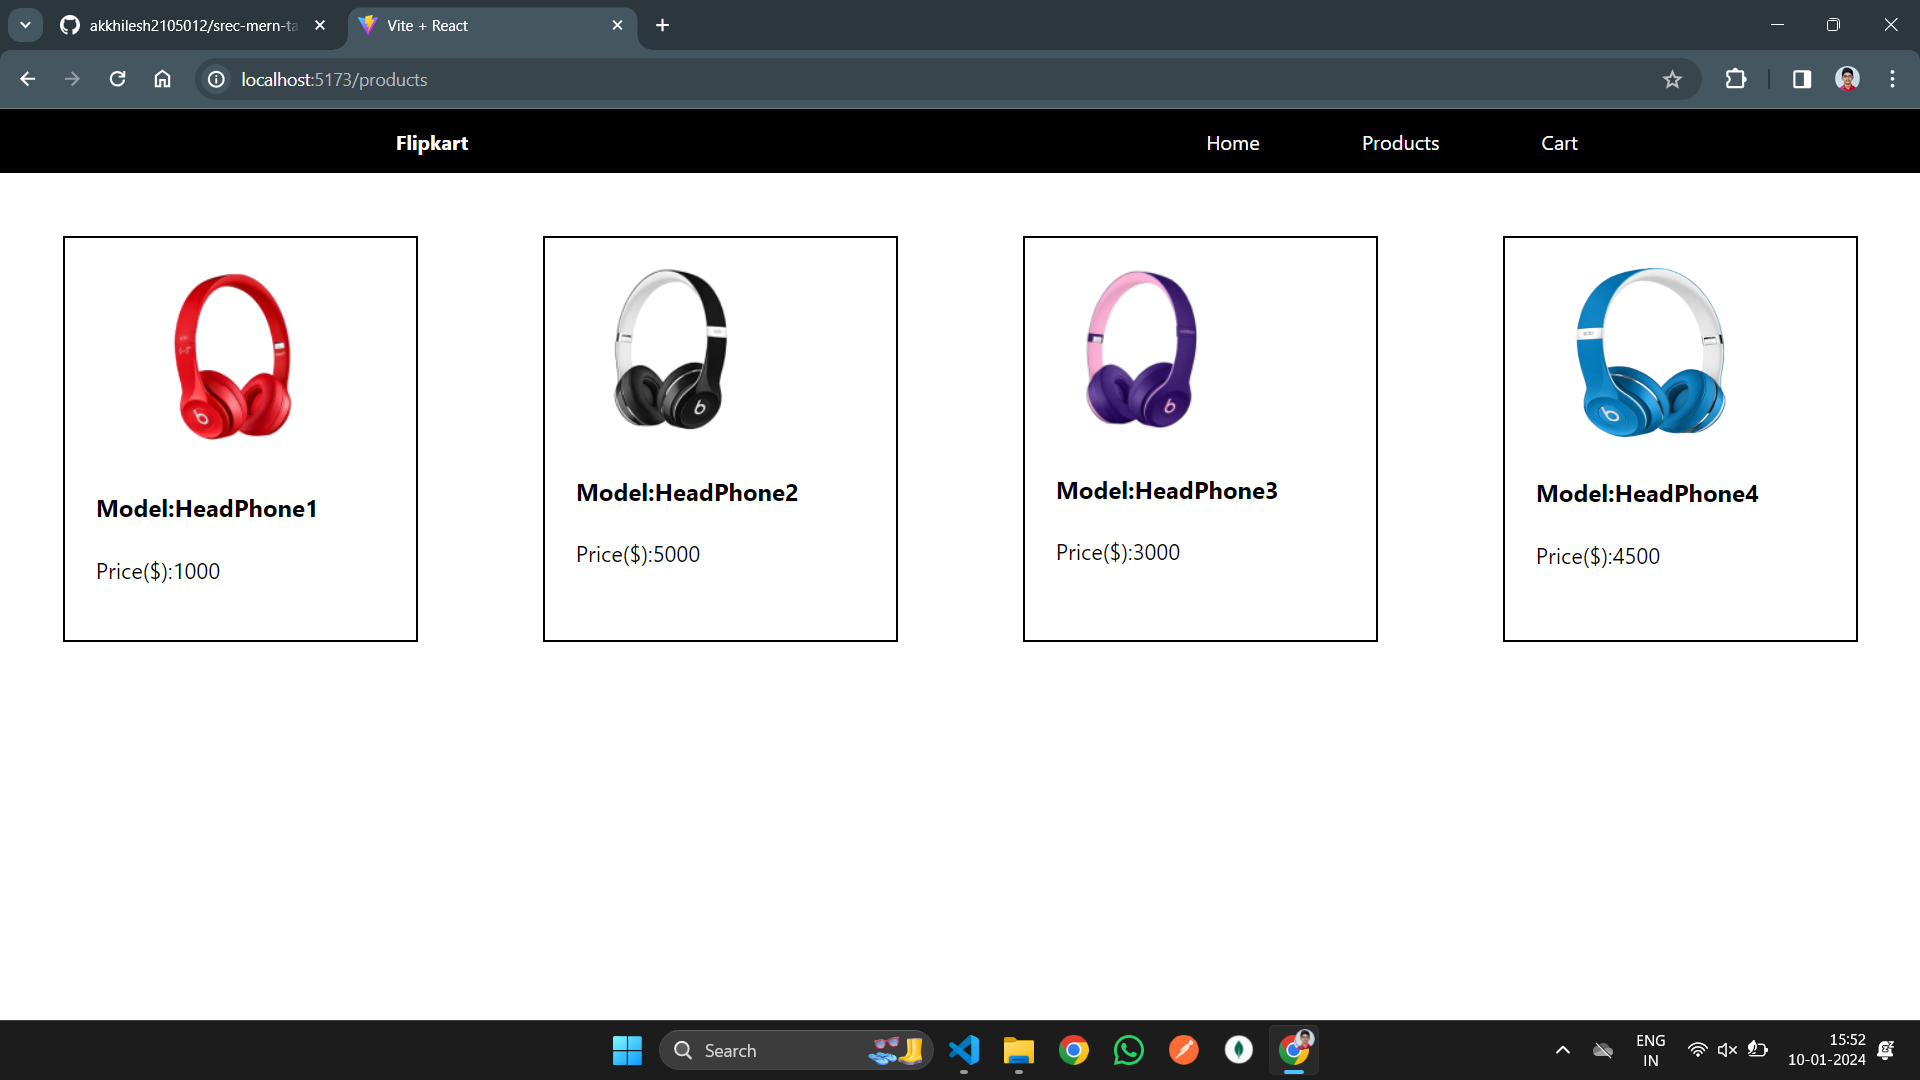 akkhilesh2105012/srec-mern-ta
Vite + React
localhost:5173/products
Flipkart
Home
Products
Cart
Model:HeadPhone1
Price($):1000
Model:HeadPhone2
Price($):5000
Model:HeadPhone3
Price($):3000
Model:HeadPhone4
Price($):4500
Search
ENG
IN
15:52
10-01-2024